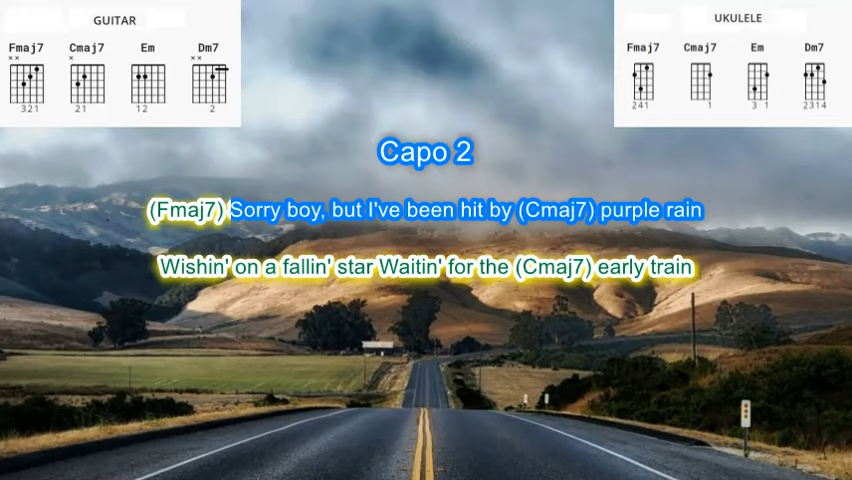 GUITAR
Fmaj7 Cmaj7 Em Dm7
xx x xx
321 21 12 2
UKULELE
Fmaj7 Cmaj7 Em Dm7
241 1 3 1 2314
Capo 2
(Fmaj7) Sorry boy, but I've been hit by (Cmaj7) purple rain
Wishin' on a fallin' star Waitin' for the (Cmaj7) early train